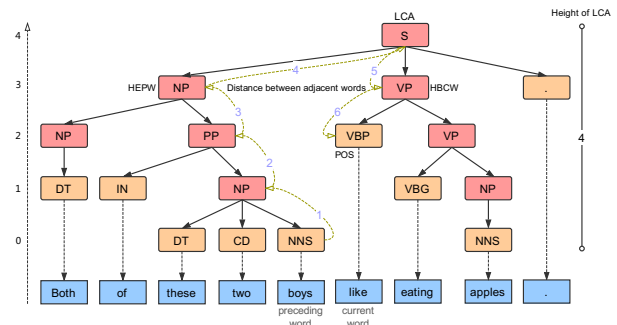 LCA
Height of LCA
4
S
4
5
3
HEPW
NP
Distance between adjacent words
VP
HBCW
.
3
6
2
NP
PP
VBP
VP
4
POS
2
1
DT
IN
NP
VBG
NP
1
0
DT
CD
NNS
NNS
Both
of
these
two
boys
like
eating
apples
.
preceding
word
current
word